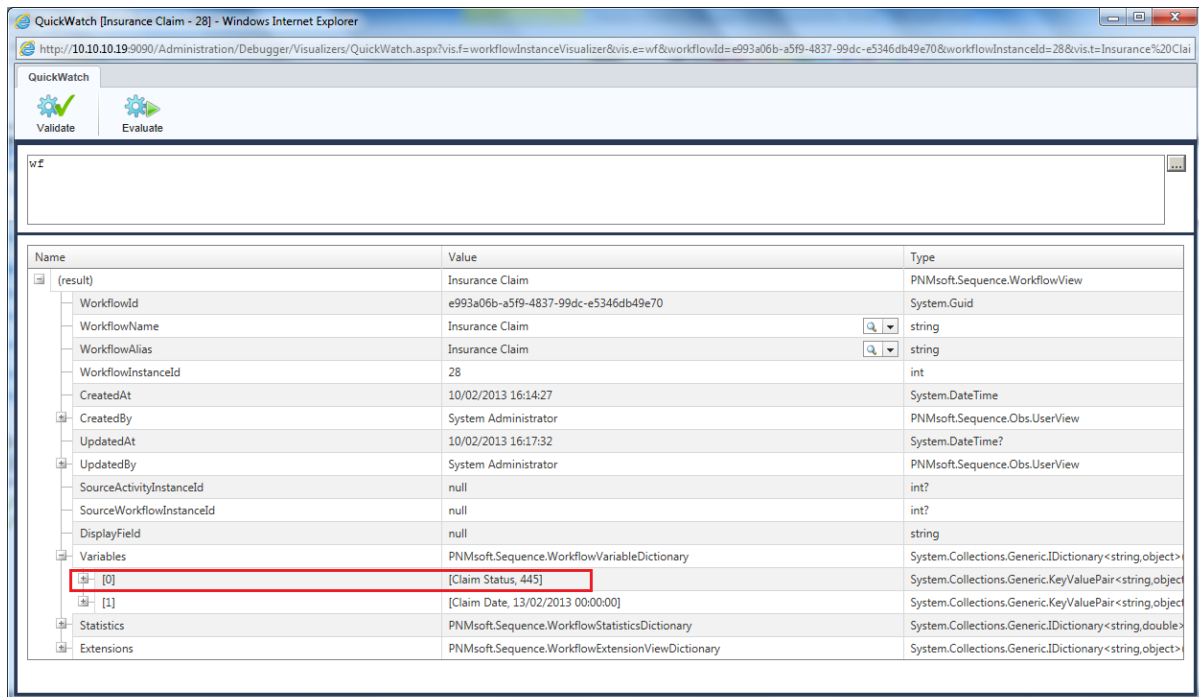 QuickWatch [Insurance Claim - 28] - Windows Internet Explorer
http://10.10.10.19:9090/Administration/Debugger/Visualizers/QuickWatch.aspx?vis.f=workflowInstanceVisualizer&vis.e=wf&workflowId=e993a06b-a5f9-4837-99dc-e5346db49e70&workflowInstanceId=28&vis.t=Insurance%20Clai
QuickWatch
Validate Evaluate
wf
...
Name Value Type
(result) Insurance Claim PNMsoft.Sequence.WorkflowView
WorkflowId e993a06b-a5f9-4837-99dc-e5346db49e70 System.Guid
WorkflowName Insurance Claim string
WorkflowAlias Insurance Claim string
WorkflowInstanceId 28 int
CreatedAt 10/02/2013 16:14:27 System.DateTime
CreatedBy System Administrator PNMsoft.Sequence.Obs.UserView
UpdatedAt 10/02/2013 16:17:32 System.DateTime?
UpdatedBy System Administrator PNMsoft.Sequence.Obs.UserView
SourceActivityInstanceId null int?
SourceWorkflowInstanceId null int?
DisplayField null string
Variables PNMsoft.Sequence.WorkflowVariableDictionary System.Collections.Generic.IDictionary<string,object>(
[0] [Claim Status, 445] System.Collections.Generic.KeyValuePair<string,object
[1] [Claim Date, 13/02/2013 00:00:00] System.Collections.Generic.KeyValuePair<string,object
Statistics PNMsoft.Sequence.WorkflowStatisticsDictionary System.Collections.Generic.IDictionary<string,double>
Extensions PNMsoft.Sequence.WorkflowExtensionViewDictionary System.Collections.Generic.IDictionary<string,object>(